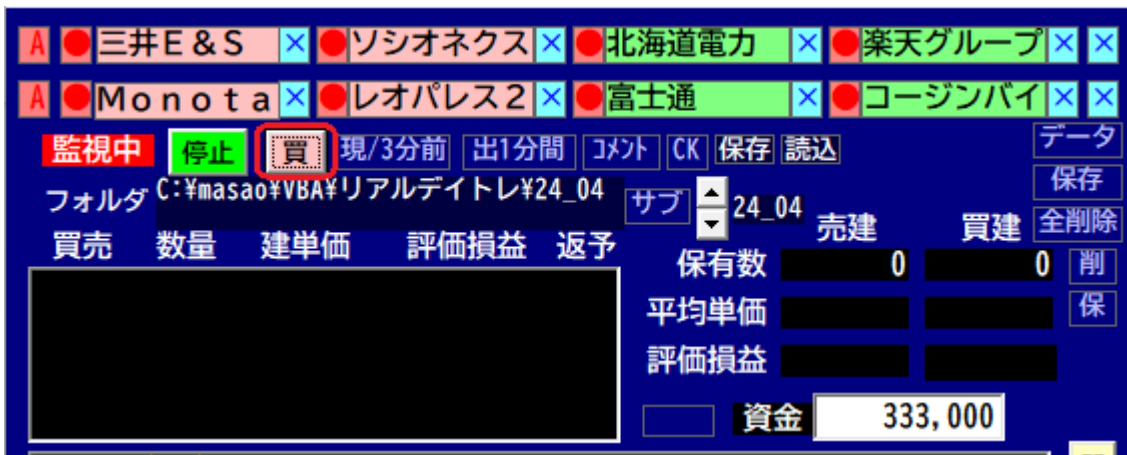 A 三井E＆S × ソシオネクス × 北海道電力 × 楽天グループ × ×
A Monota × レオパレス2 × 富士通 × コージンバイ × ×
監視中 停止 買 現/3分前 出1分間 ｺﾒﾝﾄ CK 保存 読込 データ
フォルダ C:¥masao¥VBA¥リアルデイトレ¥24_04 サブ 24_04 保存
買売 数量 建単価 評価損益 返予 売建 買建 全削除
保有数 0 0 削
平均単価 保
評価損益
資金 333,000